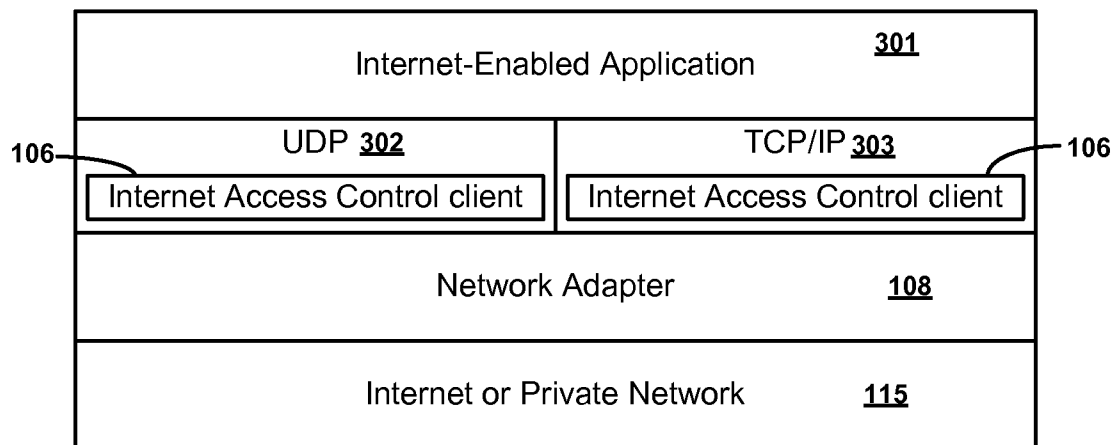 Internet-Enabled Application 301
UDP 302
TCP/IP 303
106
106
Internet Access Control client
Internet Access Control client
Network Adapter 108
Internet or Private Network 115